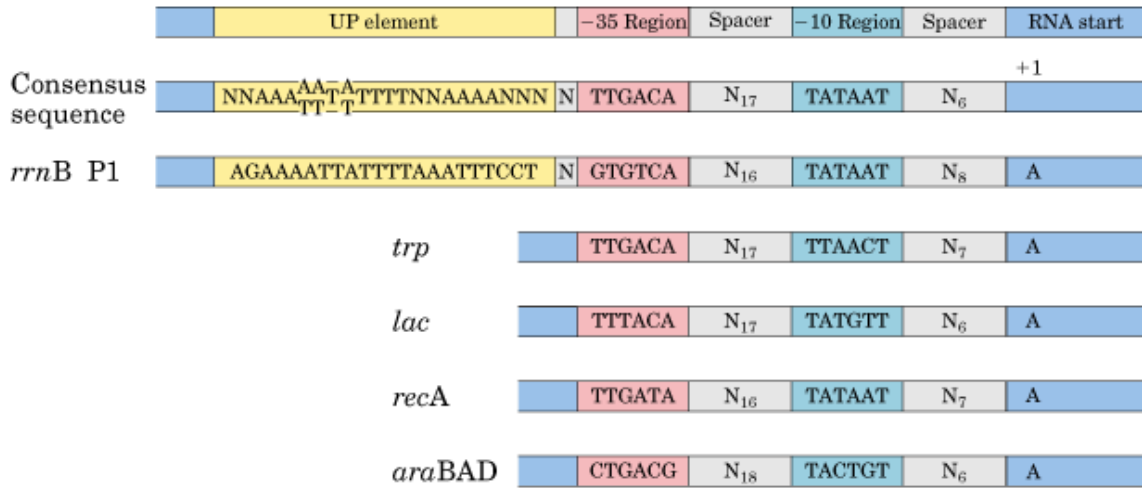 UP element −35 Region Spacer −10 Region Spacer RNA start
+1
Consensus sequence NNAAAAATATTTTNNAAAANNN N TTGACA N₁₇ TATAAT N₆
TT T
rrnB P1 AGAAAATTATTTTAAATTTCCT N GTGTCA N₁₆ TATAAT N₈ A
trp TTGACA N₁₇ TTAACT N₇ A
lac TTTACA N₁₇ TATGTT N₆ A
recA TTGATA N₁₆ TATAAT N₇ A
araBAD CTGACG N₁₈ TACTGT N₆ A